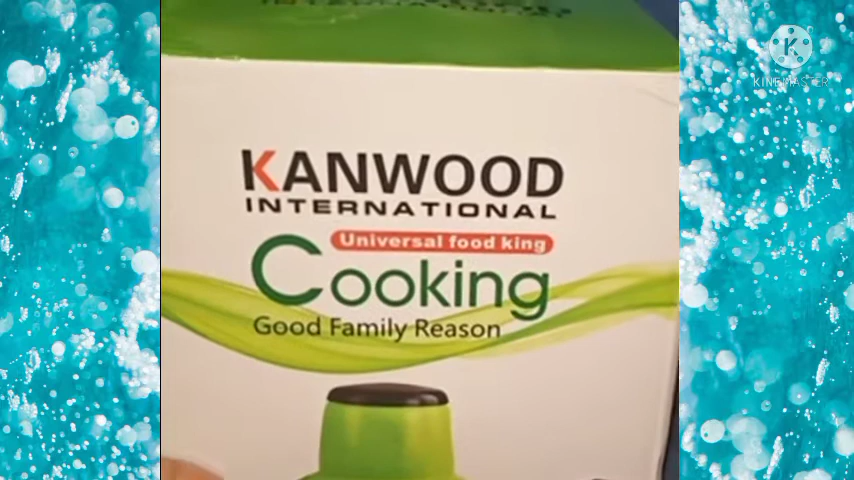 KINEMASTER
KANWOOD
INTERNATIONAL
Universal food king
Cooking
Good Family Reason